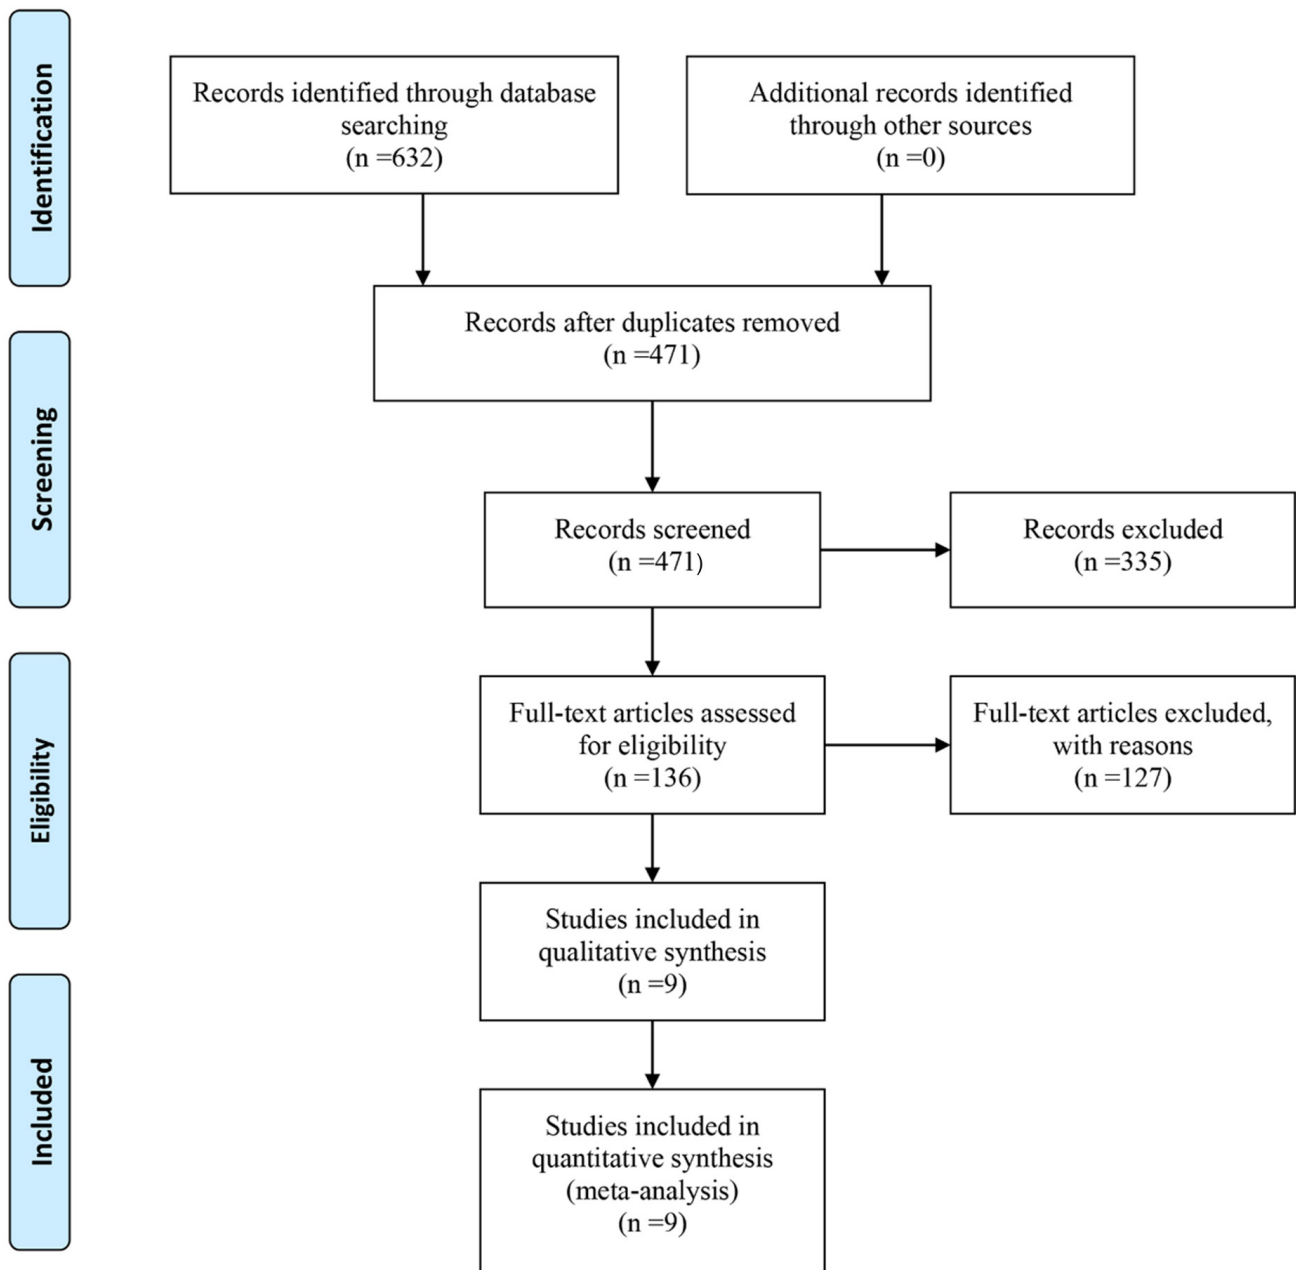 Identification
Records identified through database
searching
(n =632)
Additional records identified
through other sources
(n =0)
Records after duplicates removed
(n =471)
Screening
Records screened
(n =471)
Records excluded
(n =335)
Eligibility
Full-text articles assessed
for eligibility
(n =136)
Full-text articles excluded,
with reasons
(n =127)
Studies included in
qualitative synthesis
(n =9)
Included
Studies included in
quantitative synthesis
(meta-analysis)
(n =9)